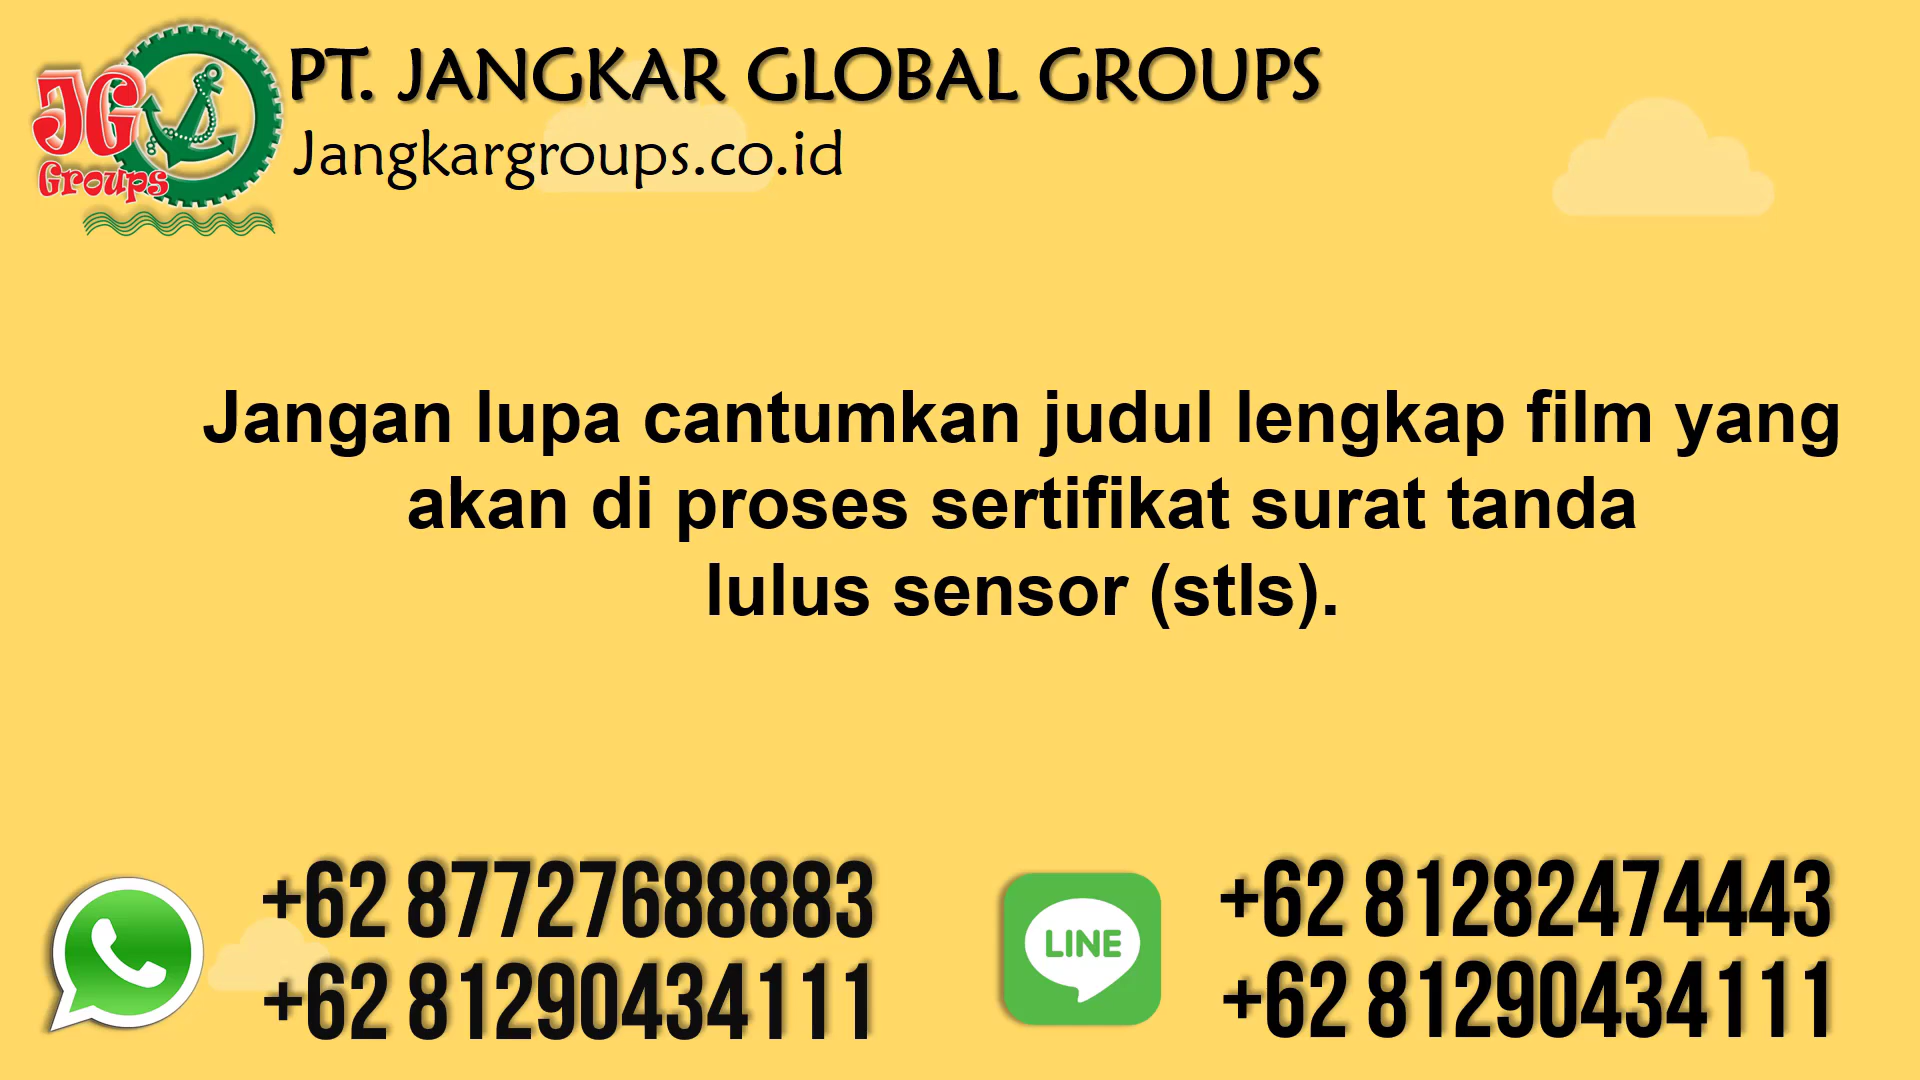 JG
Groups
PT. JANGKAR GLOBAL GROUPS
Jangkargroups.co.id
Jangan lupa cantumkan judul lengkap film yang
akan di proses sertifikat surat tanda
lulus sensor (stls).
+62 87727688883
+62 81290434111
LINE
+62 81282474443
+62 81290434111